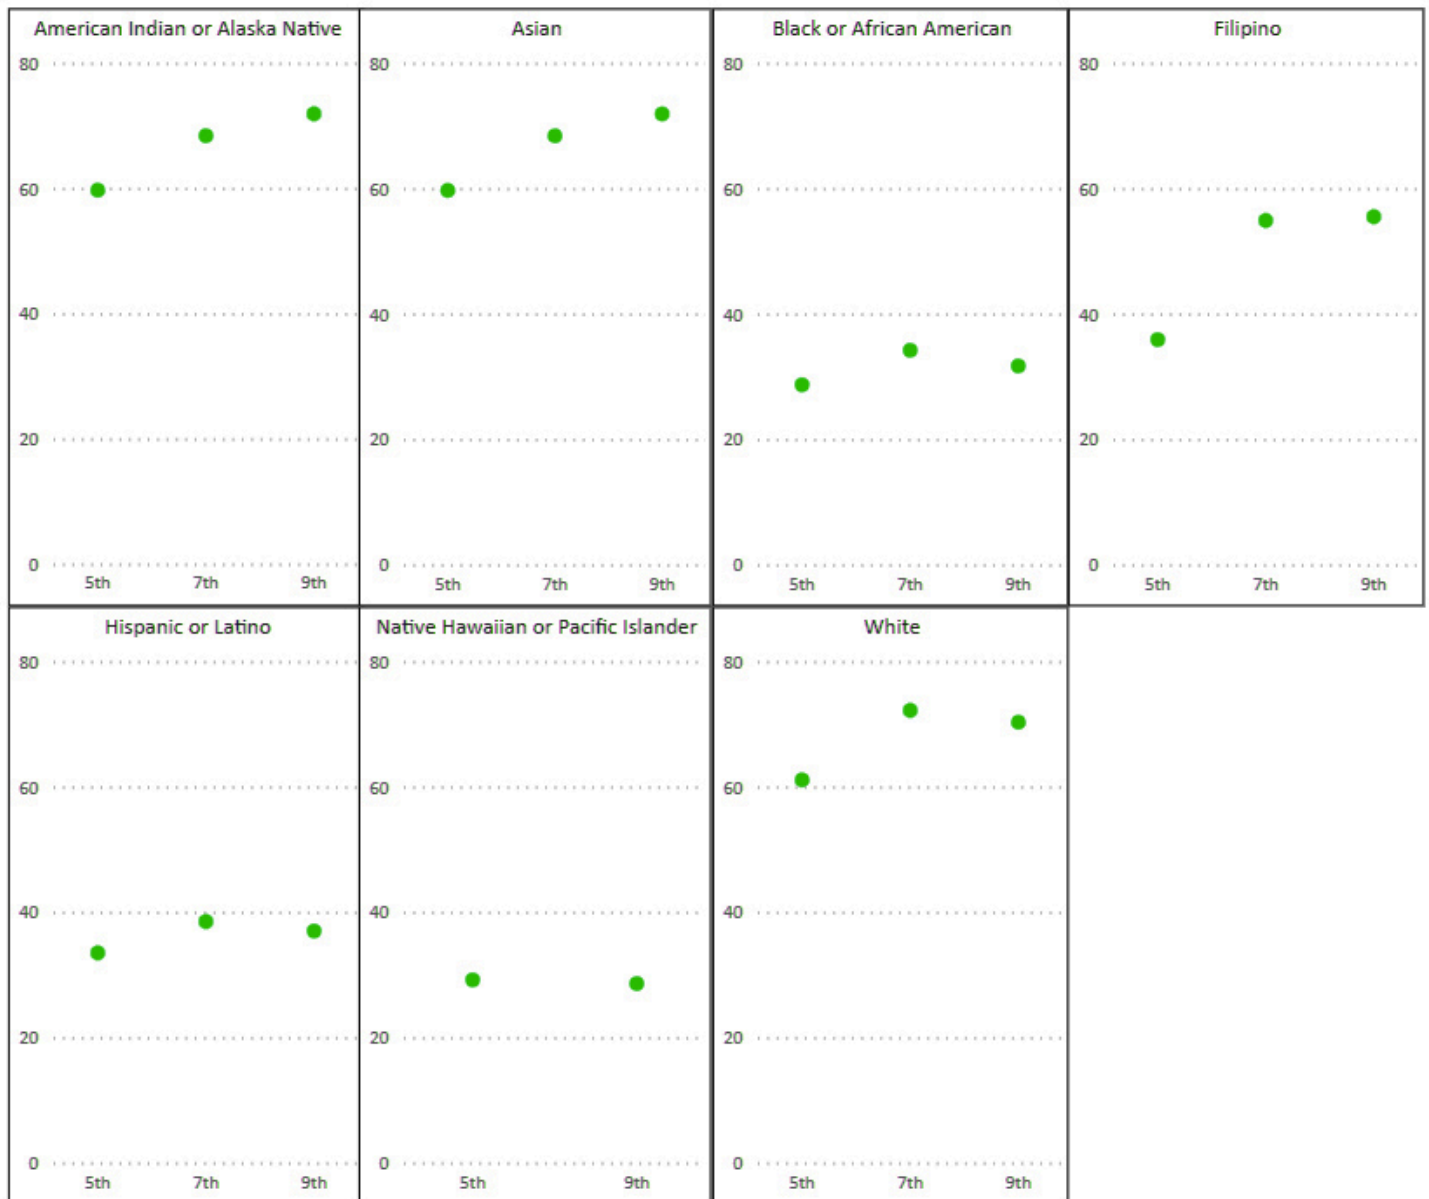 American Indian or Alaska Native
80
60
40
20
0
5th 7th 9th
Asian
80
60
40
20
0
5th 7th 9th
Black or African American
80
60
40
20
0
5th 7th 9th
Filipino
80
60
40
20
0
5th 7th 9th
Hispanic or Latino
80
60
40
20
0
5th 7th 9th
Native Hawaiian or Pacific Islander
80
60
40
20
0
5th 9th
White
80
60
40
20
0
5th 7th 9th